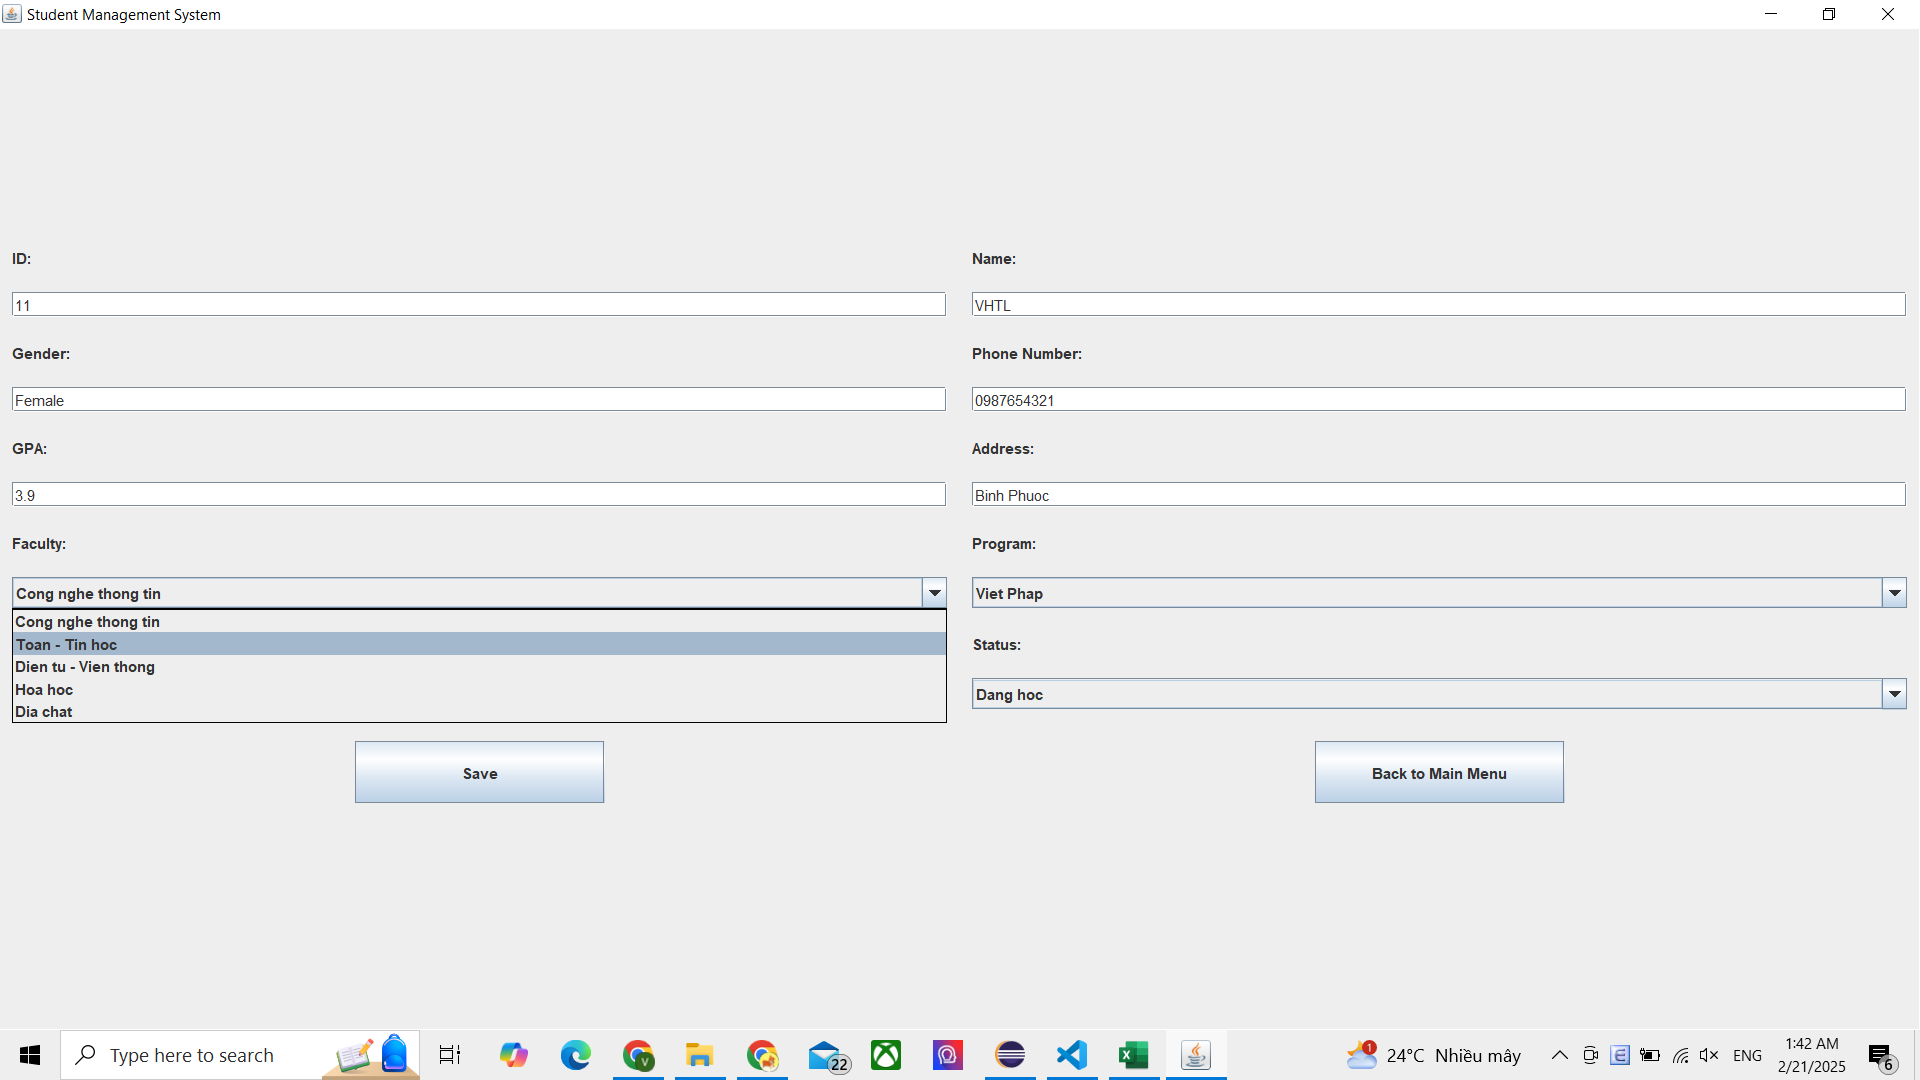 Student Management System
ID:
Name:
11
VHTL
Gender:
Phone Number:
Female
0987654321
GPA:
Address:
3.9
Binh Phuoc
Faculty:
Program:
Cong nghe thong tin
Viet Phap
Cong nghe thong tin
Toan - Tin hoc
Status:
Dien tu - Vien thong
Hoa hoc
Dang hoc
Dia chat
Save
Back to Main Menu
Type here to search
V
22
1
24°C Nhiều mây
E
ENG
1:42 AM
2/21/2025
6